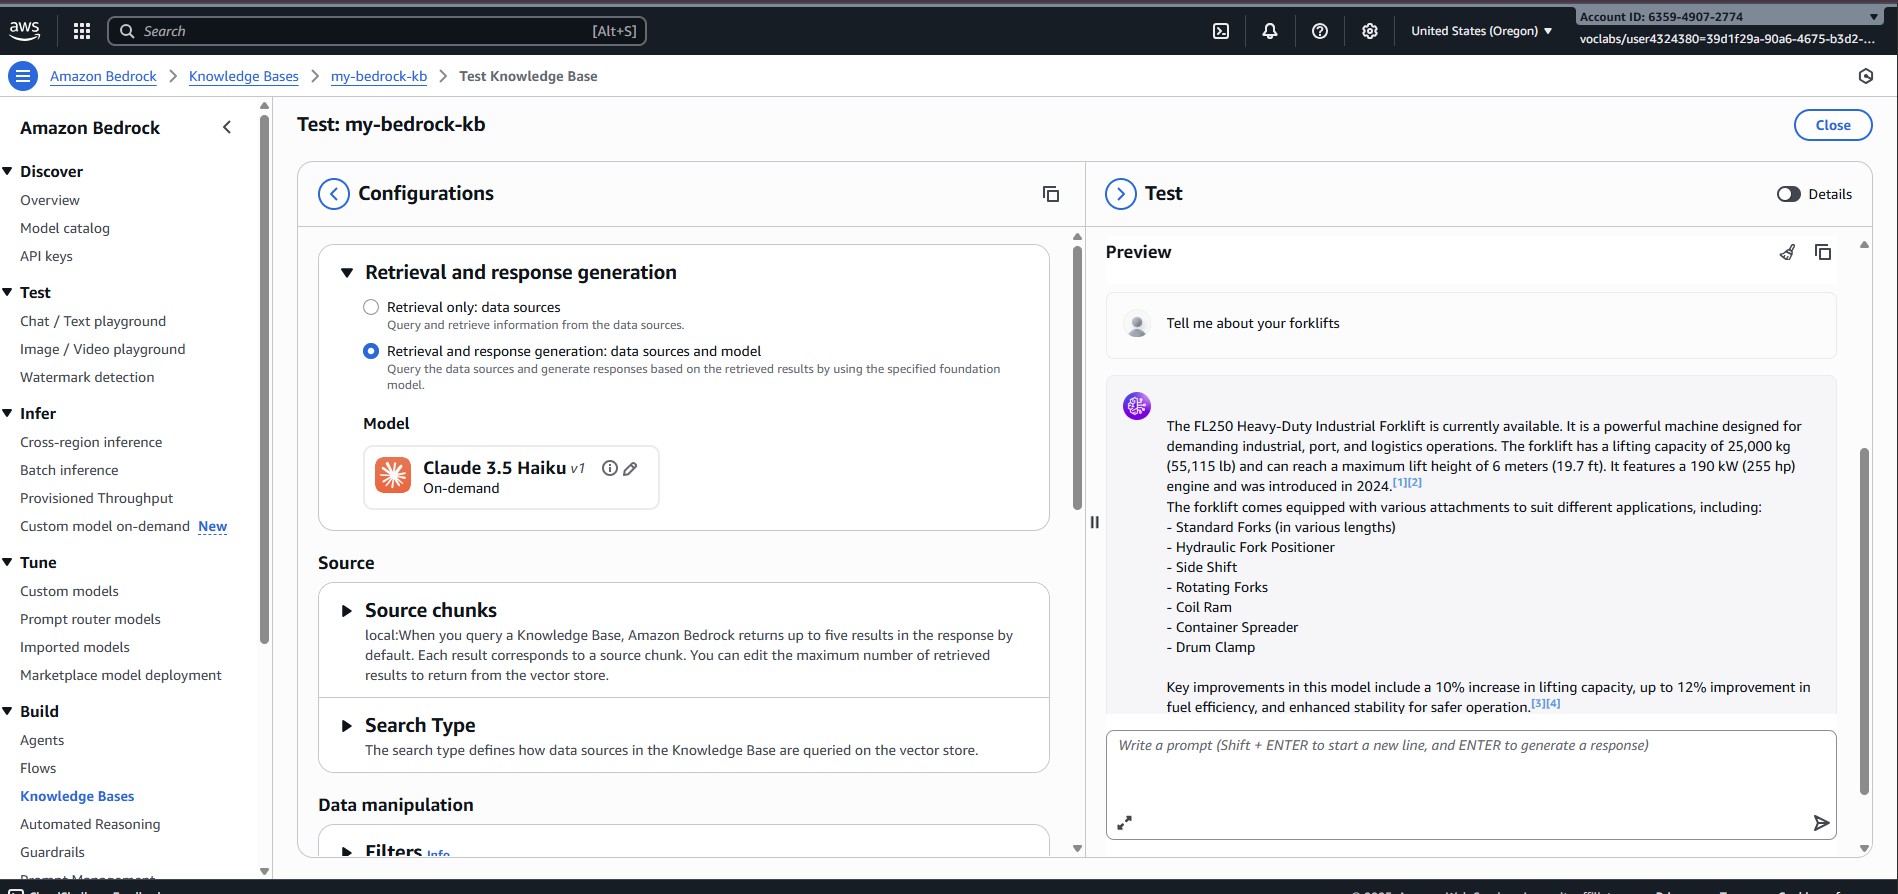 aws
Search
[Alt+S]
United States (Oregon)
Account ID: 6359-4907-2774
voclabs/user4324380=39d1f29a-90a6-4675-b3d2-...
Amazon Bedrock
Knowledge Bases
my-bedrock-kb
Test Knowledge Base
Amazon Bedrock
Discover
Overview
Model catalog
API keys
Test
Chat / Text playground
Image / Video playground
Watermark detection
Infer
Cross-region inference
Batch inference
Provisioned Throughput
Custom model on-demand New
Tune
Custom models
Prompt router models
Imported models
Marketplace model deployment
Build
Agents
Flows
Knowledge Bases
Automated Reasoning
Guardrails
Test: my-bedrock-kb
Close
Configurations
Retrieval and response generation
Retrieval only: data sources
Query and retrieve information from the data sources.
Retrieval and response generation: data sources and model
Query the data sources and generate responses based on the retrieved results by using the specified foundation
model.
Model
Claude 3.5 Haiku v1
On-demand
Source
Source chunks
local:When you query a Knowledge Base, Amazon Bedrock returns up to five results in the response by
default. Each result corresponds to a source chunk. You can edit the maximum number of retrieved
results to return from the vector store.
Search Type
The search type defines how data sources in the Knowledge Base are queried on the vector store.
Data manipulation
Filters Info
Test
Details
Preview
Tell me about your forklifts
The FL250 Heavy-Duty Industrial Forklift is currently available. It is a powerful machine designed for
demanding industrial, port, and logistics operations. The forklift has a lifting capacity of 25,000 kg
(55,115 lb) and can reach a maximum lift height of 6 meters (19.7 ft). It features a 190 kW (255 hp)
engine and was introduced in 2024.[1][2]
The forklift comes equipped with various attachments to suit different applications, including:
- Standard Forks (in various lengths)
- Hydraulic Fork Positioner
- Side Shift
- Rotating Forks
- Coil Ram
- Container Spreader
- Drum Clamp
Key improvements in this model include a 10% increase in lifting capacity, up to 12% improvement in
fuel efficiency, and enhanced stability for safer operation.[3][4]
Write a prompt (Shift + ENTER to start a new line, and ENTER to generate a response)